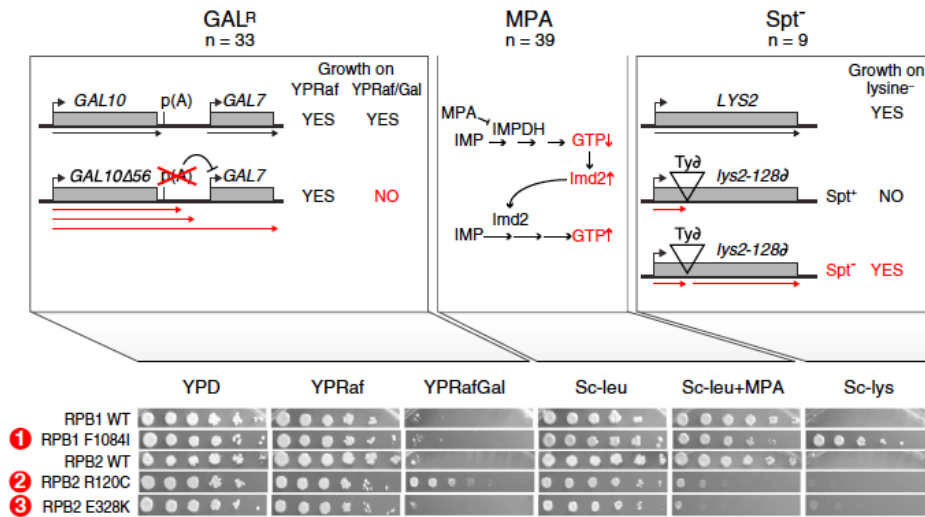 GALᴿ
n = 33
MPA
n = 39
Spt⁻
n = 9
Growth on
YPRaf YPRaf/Gal
GAL10 p(A) GAL7 YES YES
GAL10Δ56 p(A) GAL7 YES NO
MPA
IMPDH
IMP GTP↓
Imd2↑
Imd2
IMP GTP↑
Growth on
lysine⁻
LYS2 YES
Ty∂ lys2-128∂
Spt⁺ NO
Ty∂ lys2-128∂
Spt⁻ YES
YPD YPRaf YPRafGal Sc-leu Sc-leu+MPA Sc-lys
RPB1 WT
1 RPB1 F1084I
RPB2 WT
2 RPB2 R120C
3 RPB2 E328K